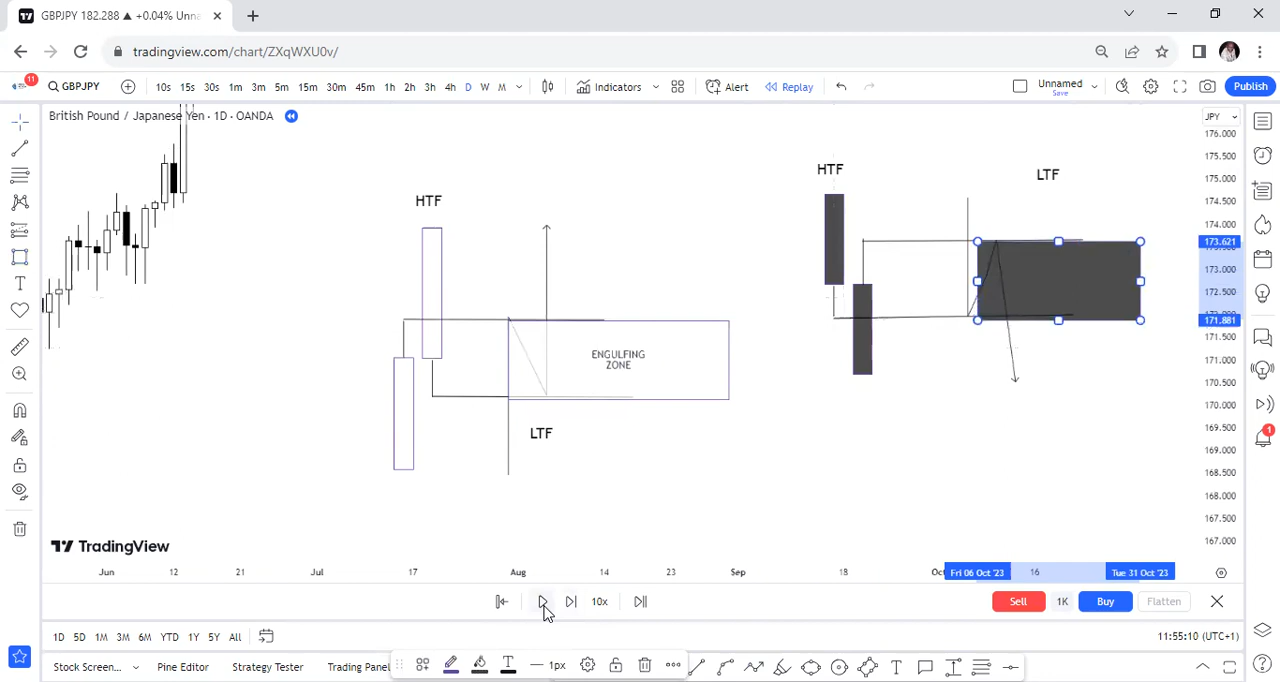 GBPJPY 182.288 ▲ +0.04% Unna
tradingview.com/chart/ZXqWXU0v/
11
GBPJPY 10s 15s 30s 1m 3m 5m 15m 30m 45m 1h 2h 3h 4h D W M Indicators Alert Replay Unnamed Save Publish
British Pound / Japanese Yen · 1D · OANDA
JPY
176.000
175.500
175.000
174.500
174.000
173.621
173.000
172.500
171.881
171.500
171.000
170.500
170.000
169.500
169.000
168.500
168.000
167.500
167.000
HTF
ENGULFING
ZONE
LTF
HTF
LTF
1
TradingView
Jun 12 21 Jul 17 Aug 14 23 Sep 18 Fri 06 Oct '23 16 Tue 31 Oct '23
10x Sell 1K Buy Flatten
1D 5D 1M 3M 6M YTD 1Y 5Y All 11:55:10 (UTC+1)
Stock Screen... Pine Editor Strategy Tester Trading Panel 1px